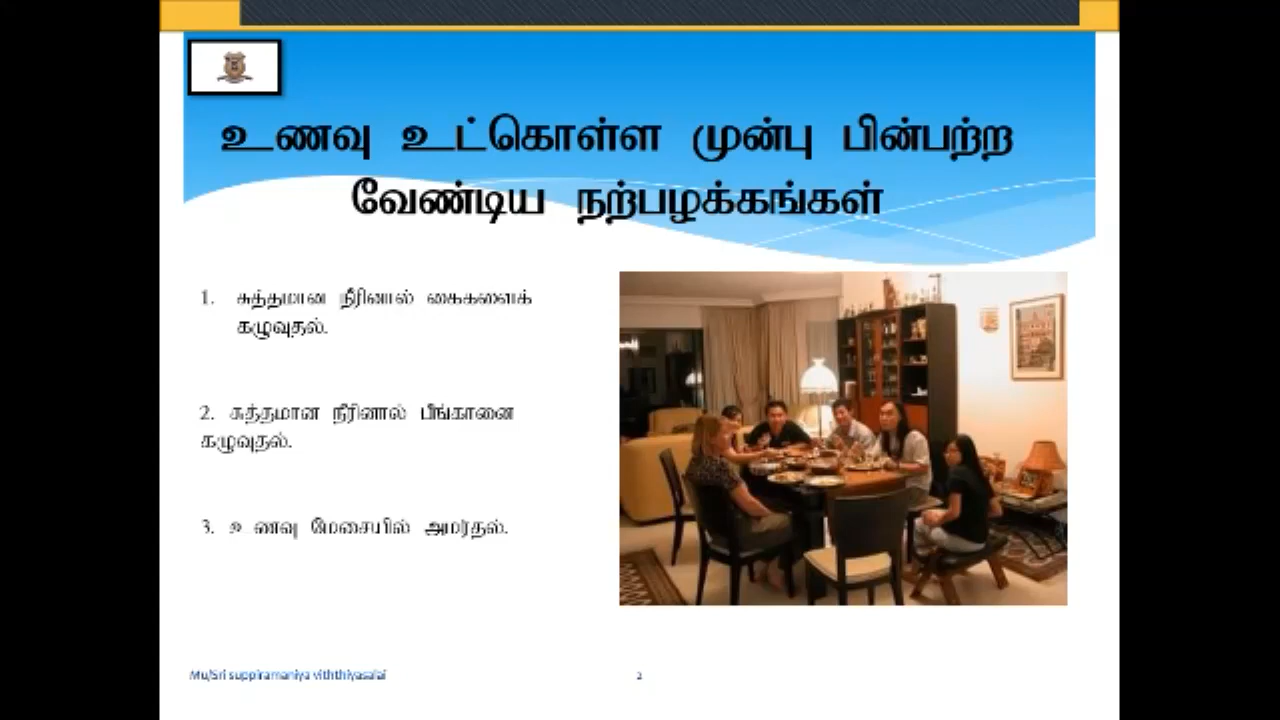 உணவு உட்கொள்ள முன்பு பின்பற்ற
வேண்டிய நற்பழக்கங்கள்
1. சுத்தமான நீரினால் கைகளைக்
கழுவுதல்.
2. சுத்தமான நீரினால் பீங்கானை
கழுவுதல்.
3. உணவு மேசையில் அமர்தல்.
Mu/Sri suppiramaniya viththiyasalai
2